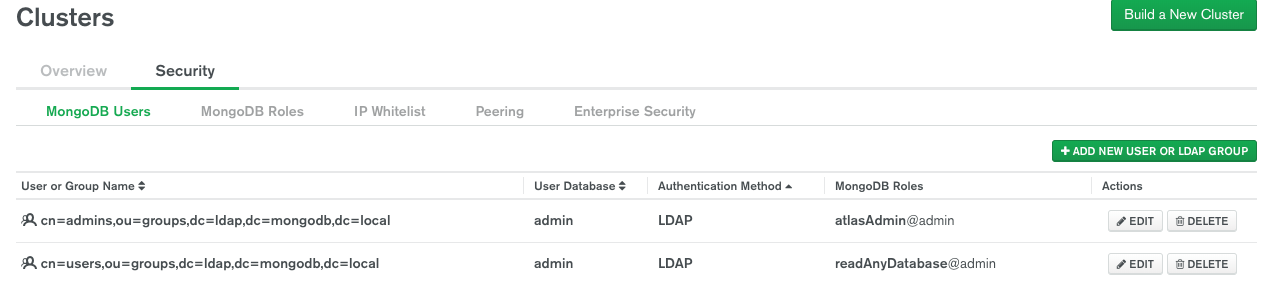 Clusters
Build a New Cluster
Overview Security
MongoDB Users MongoDB Roles IP Whitelist Peering Enterprise Security
+ ADD NEW USER OR LDAP GROUP
User or Group Name User Database Authentication Method MongoDB Roles Actions
cn=admins,ou=groups,dc=ldap,dc=mongodb,dc=local admin LDAP atlasAdmin@admin EDIT DELETE
cn=users,ou=groups,dc=ldap,dc=mongodb,dc=local admin LDAP readAnyDatabase@admin EDIT DELETE